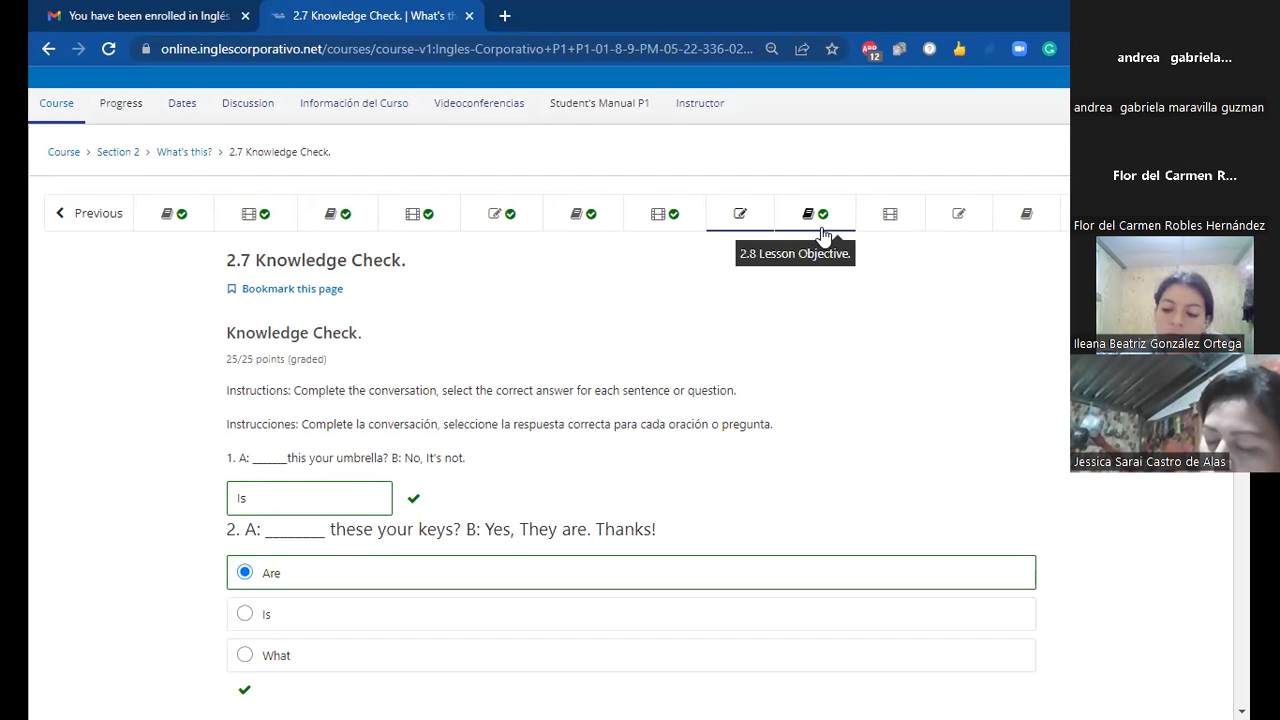 You have been enrolled in Inglés
2.7 Knowledge Check. | What's th
online.inglescorporativo.net/courses/course-v1:Ingles-Corporativo+P1+P1-01-8-9-PM-05-22-336-02...
12
andrea gabriela...
Course
Progress
Dates
Discussion
Información del Curso
Videoconferencias
Student's Manual P1
Instructor
andrea gabriela maravilla guzman
Course > Section 2 > What's this? > 2.7 Knowledge Check.
Flor del Carmen R...
Previous
Flor del Carmen Robles Hernández
2.8 Lesson Objective.
2.7 Knowledge Check.
Bookmark this page
Knowledge Check.
Ileana Beatriz González Ortega
25/25 points (graded)
Instructions: Complete the conversation, select the correct answer for each sentence or question.
Instrucciones: Complete la conversación, seleccione la respuesta correcta para cada oración o pregunta.
1. A: ______this your umbrella? B: No, It's not.
Jessica Sarai Castro de Alas
Is
2. A: ________ these your keys? B: Yes, They are. Thanks!
Are
Is
What